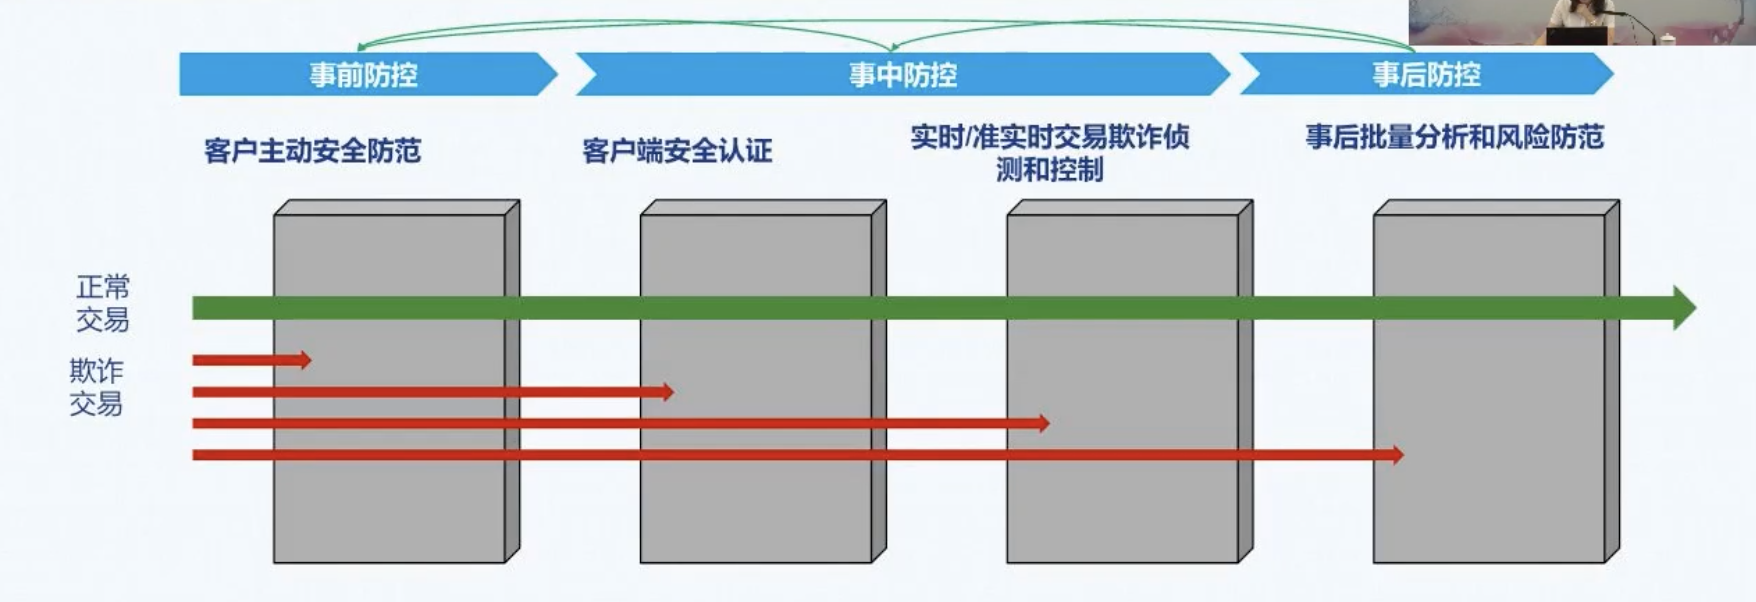 事前防控
事中防控
事后防控
客户主动安全防范
客户端安全认证
实时/准实时交易欺诈侦
测和控制
事后批量分析和风险防范
正常
交易
欺诈
交易